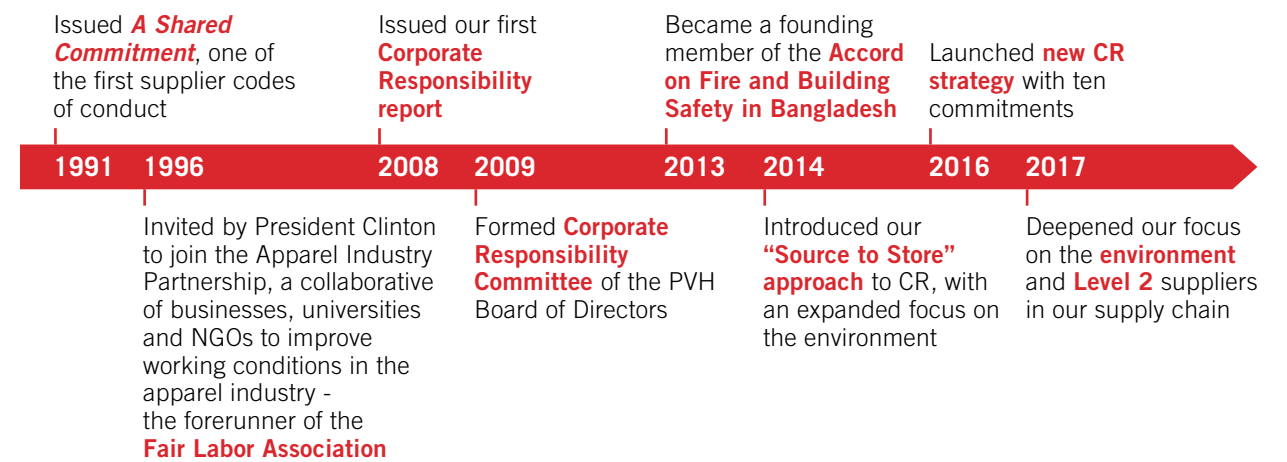 Issued A Shared
Commitment, one of
the first supplier codes
of conduct
Issued our first
Corporate
Responsibility
report
Became a founding
member of the Accord
on Fire and Building
Safety in Bangladesh
Launched new CR
strategy with ten
commitments
1991 1996 2008 2009 2013 2014 2016 2017
Invited by President Clinton
to join the Apparel Industry
Partnership, a collaborative
of businesses, universities
and NGOs to improve
working conditions in the
apparel industry -
the forerunner of the
Fair Labor Association
Formed Corporate
Responsibility
Committee of the PVH
Board of Directors
Introduced our
“Source to Store”
approach to CR, with
an expanded focus on
the environment
Deepened our focus
on the environment
and Level 2 suppliers
in our supply chain